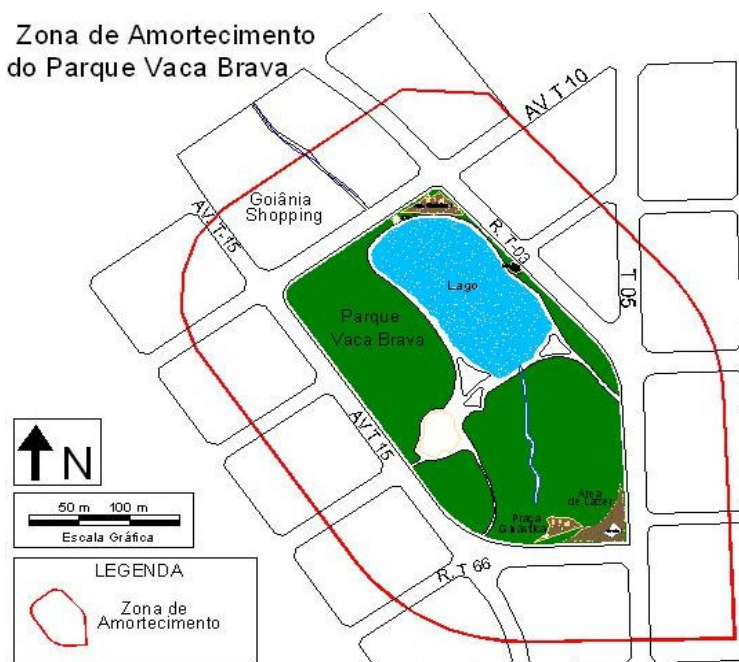 Zona de Amortecimento
do Parque Vaca Brava
AV T 10
Goiânia
Shopping
AV. T-15
R. T-03
T 05
Lago
Parque
Vaca Brava
AV T 15
Área
de Lazer
Praça
Ginástica
R. T 66
N
50 m 100 m
Escala Gráfica
LEGENDA
Zona de
Amortecimento